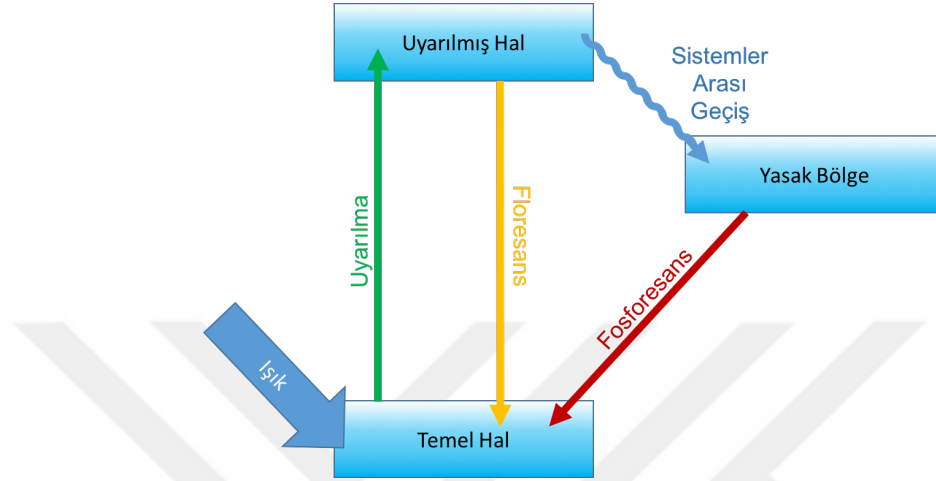 Uyarılmış Hal
Sistemler
Arası
Geçiş
Yasak Bölge
Uyarılma
Floresans
Fosforesans
Işık
Temel Hal